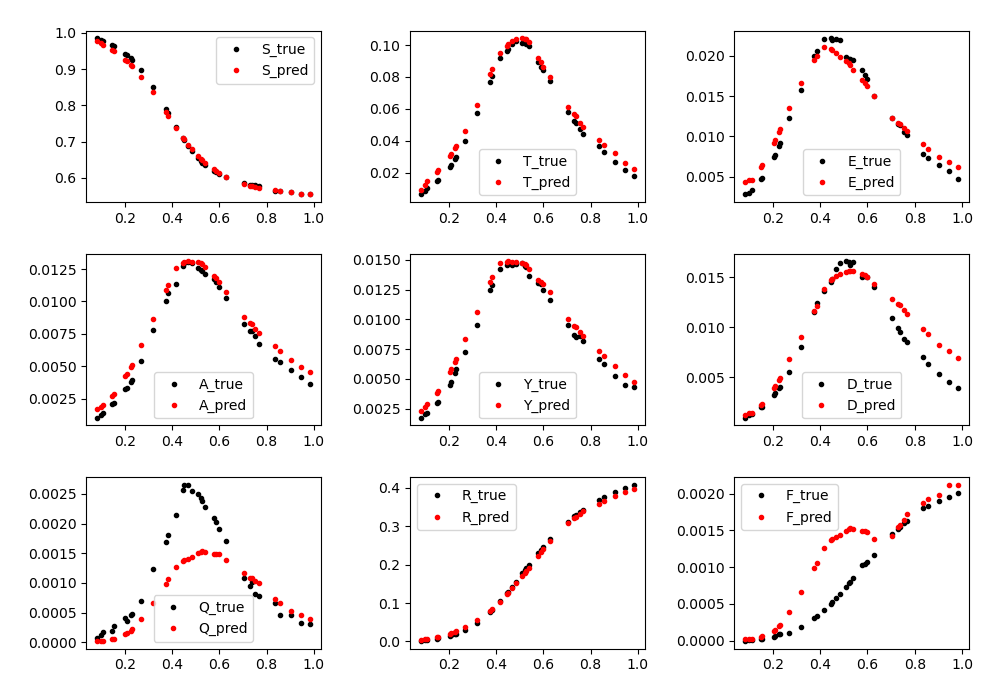 1.0
0.9
0.8
0.7
0.6
S_true
S_pred
0.2 0.4 0.6 0.8 1.0
0.10
0.08
0.06
0.04
0.02
T_true
T_pred
0.2 0.4 0.6 0.8 1.0
0.020
0.015
0.010
0.005
E_true
E_pred
0.2 0.4 0.6 0.8 1.0
0.0125
0.0100
0.0075
0.0050
0.0025
A_true
A_pred
0.2 0.4 0.6 0.8 1.0
0.0150
0.0125
0.0100
0.0075
0.0050
0.0025
Y_true
Y_pred
0.2 0.4 0.6 0.8 1.0
0.015
0.010
0.005
D_true
D_pred
0.2 0.4 0.6 0.8 1.0
0.0025
0.0020
0.0015
0.0010
0.0005
0.0000
Q_true
Q_pred
0.2 0.4 0.6 0.8 1.0
0.4
0.3
0.2
0.1
0.0
R_true
R_pred
0.2 0.4 0.6 0.8 1.0
0.0020
0.0015
0.0010
0.0005
0.0000
F_true
F_pred
0.2 0.4 0.6 0.8 1.0